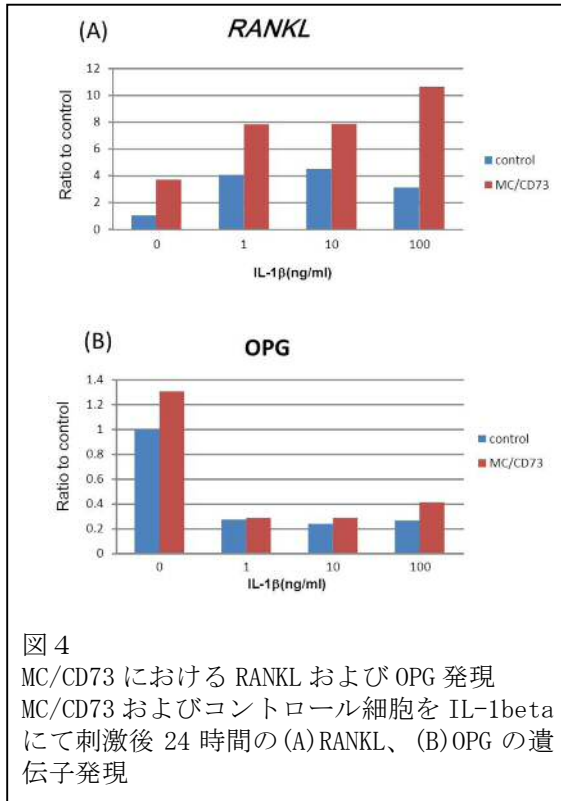 (A) RANKL
12
10
8
6
4
2
0
Ratio to control
0 1 10 100
IL-1β(ng/ml)
control
MC/CD73
(B) OPG
1.4
1.2
1
0.8
0.6
0.4
0.2
0
Ratio to control
0 1 10 100
IL-1β(ng/ml)
control
MC/CD73
図４
MC/CD73 における RANKL および OPG 発現
MC/CD73 およびコントロール細胞を IL-1beta
にて刺激後 24 時間の(A)RANKL、(B)OPG の遺
伝子発現